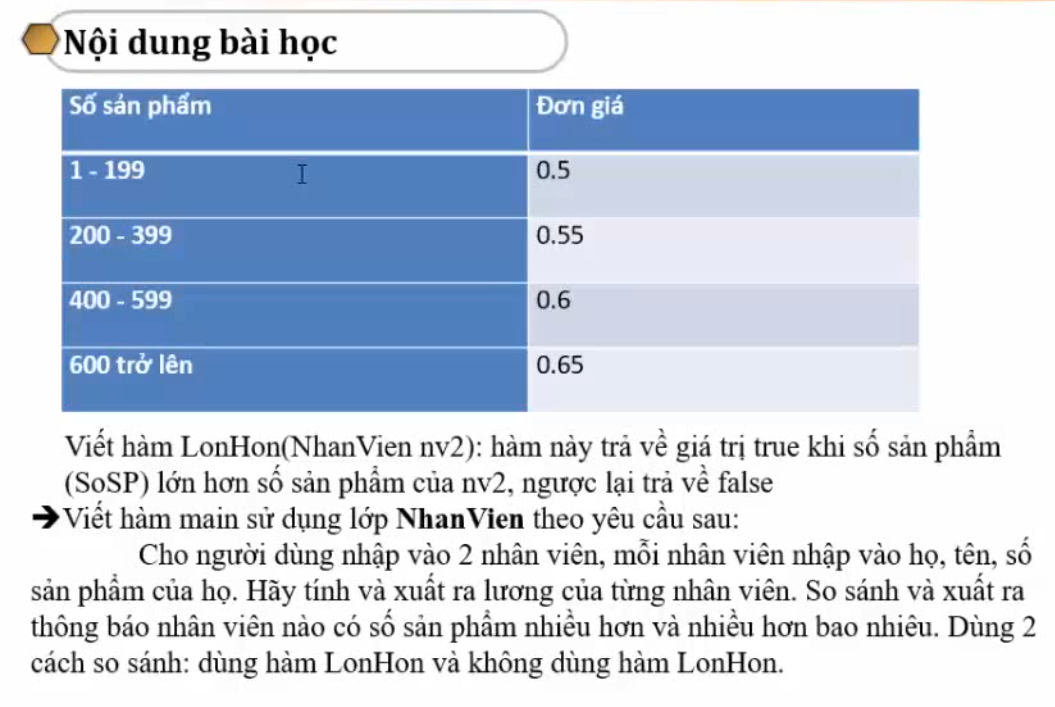 Nội dung bài học
Số sản phẩm Đơn giá
1 - 199 0.5
200 - 399 0.55
400 - 599 0.6
600 trở lên 0.65
Viết hàm LonHon(NhanVien nv2): hàm này trả về giá trị true khi số sản phẩm
(SoSP) lớn hơn số sản phẩm của nv2, ngược lại trả về false
➔Viết hàm main sử dụng lớp NhanVien theo yêu cầu sau:
Cho người dùng nhập vào 2 nhân viên, mỗi nhân viên nhập vào họ, tên, số
sản phẩm của họ. Hãy tính và xuất ra lương của từng nhân viên. So sánh và xuất ra
thông báo nhân viên nào có số sản phẩm nhiều hơn và nhiều hơn bao nhiêu. Dùng 2
cách so sánh: dùng hàm LonHon và không dùng hàm LonHon.